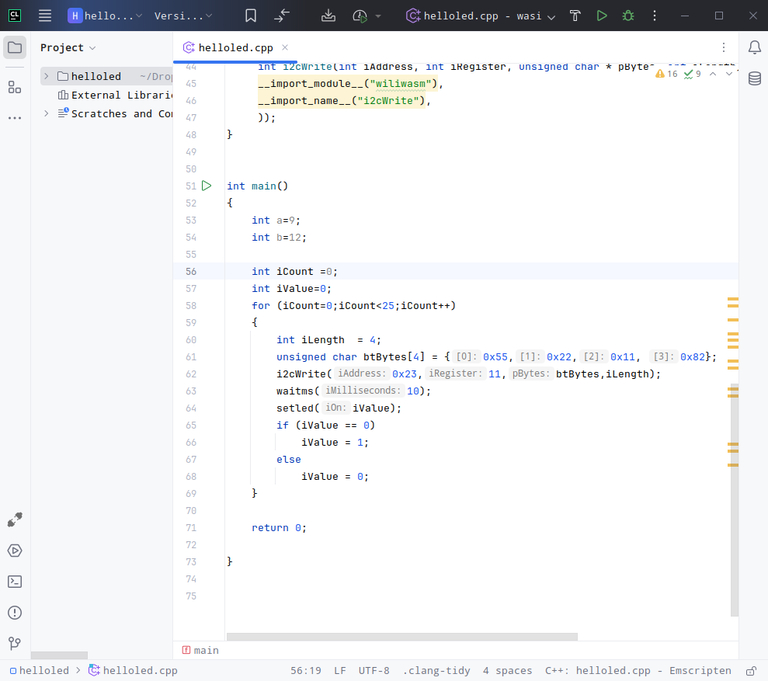 CL
H hello...
Versi...
helloled.cpp - wasi
Project
helloled.cpp
helloled ~/Drop
External Librarie
Scratches and Con
16 9
44 int i2cWrite(int iAddress, int iRegister, unsigned char * pByte
45 __import_module__("wiliwasm"),
46 __import_name__("i2cWrite"),
47 ));
48 }
49
50
51 int main()
52 {
53 int a=9;
54 int b=12;
55
56 int iCount =0;
57 int iValue=0;
58 for (iCount=0;iCount<25;iCount++)
59 {
60 int iLength = 4;
61 unsigned char btBytes[4] = { [0]: 0x55, [1]: 0x22, [2]: 0x11, [3]: 0x82};
62 i2cWrite( iAddress: 0x23, iRegister: 11, pBytes: btBytes,iLength);
63 waitms( iMilliseconds: 10);
64 setled( iOn: iValue);
65 if (iValue == 0)
66 iValue = 1;
67 else
68 iValue = 0;
69 }
70
71 return 0;
72
73 }
74
75
f main
helloled > helloled.cpp 56:19 LF UTF-8 .clang-tidy 4 spaces C++: helloled.cpp - Emscripten